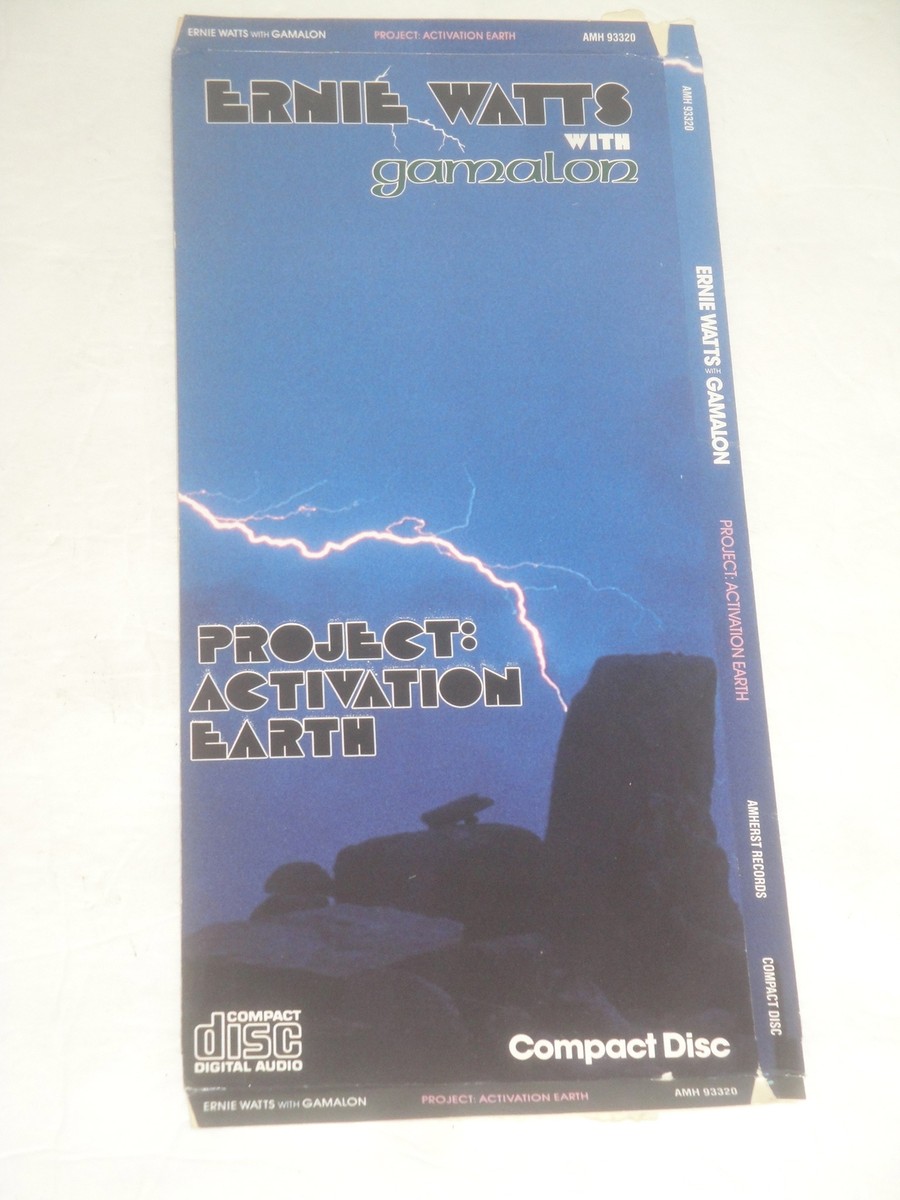 ERNIE WATTS WITH GAMALON PROJECT: ACTIVATION EARTH AMH 93320
ERNIE WATTS
WITH
gamalon
PROJECT:
ACTIVATION
EARTH
COMPACT
disc
DIGITAL AUDIO
Compact Disc
ERNIE WATTS WITH GAMALON PROJECT: ACTIVATION EARTH AMH 93320
AMH 93320 ERNIE WATTS WITH GAMALON PROJECT: ACTIVATION EARTH AMHERST RECORDS COMPACT DISC